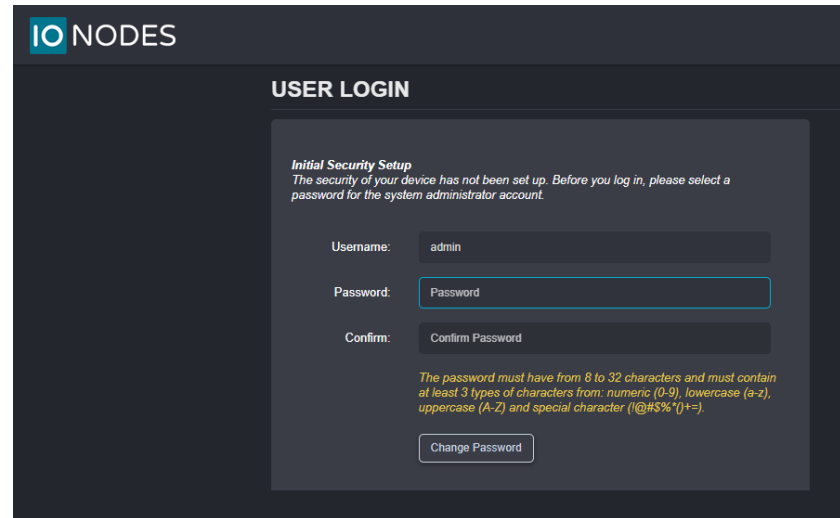 IO NODES
USER LOGIN
Initial Security Setup
The security of your device has not been set up. Before you log in, please select a
password for the system administrator account.
Username:
admin
Password:
Password
Confirm:
Confirm Password
The password must have from 8 to 32 characters and must contain
at least 3 types of characters from: numeric (0-9), lowercase (a-z),
uppercase (A-Z) and special character (!@#$%*()+=).
Change Password